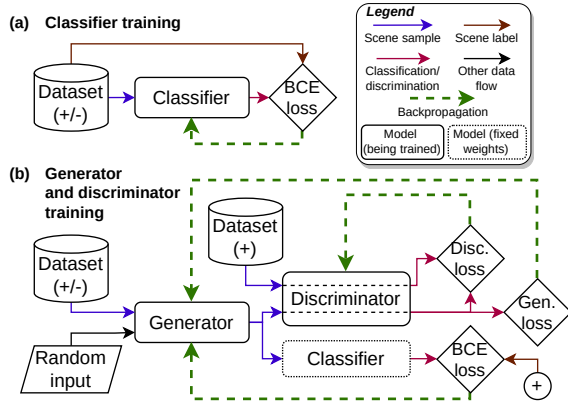 (a) Classifier training
Dataset
(+/-)
Classifier
BCE
loss
Legend
Scene sample
Scene label
Classification/
discrimination
Other data
flow
Backpropagation
Model
(being trained)
Model (fixed
weights)
(b) Generator
and discriminator
training
Dataset
(+)
Dataset
(+/-)
Random
input
Generator
Discriminator
Classifier
Disc.
loss
Gen.
loss
BCE
loss
+